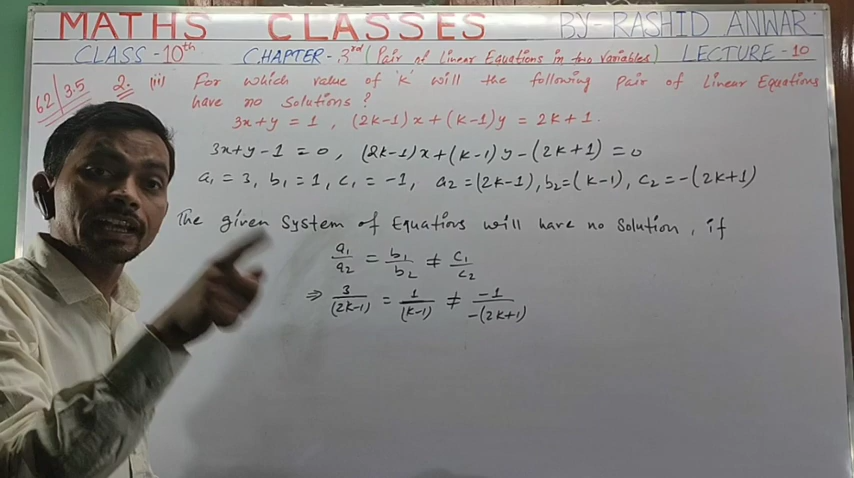 MATHS CLASSES BY-RASHID ANWAR
CLASS-10th CHAPTER-3rd (Pair of Linear Equations in two Variables) LECTURE-10
62 | 3.5 2. (ii) For which value of 'K' will the following Pair of Linear Equations
have no Solutions?
3x+y = 1, (2K-1)x+(K-1)y = 2K+1.
3x+y-1=0, (2K-1)x+(K-1)y-(2K+1)=0
a₁=3, b₁=1, c₁=-1, a₂=(2K-1), b₂=(K-1), c₂=-(2K+1)
The given System of Equations will have no Solution, if
a₁/a₂ = b₁/b₂ ≠ c₁/c₂
⇒ 3/(2K-1) = 1/(K-1) ≠ -1/-(2K+1)